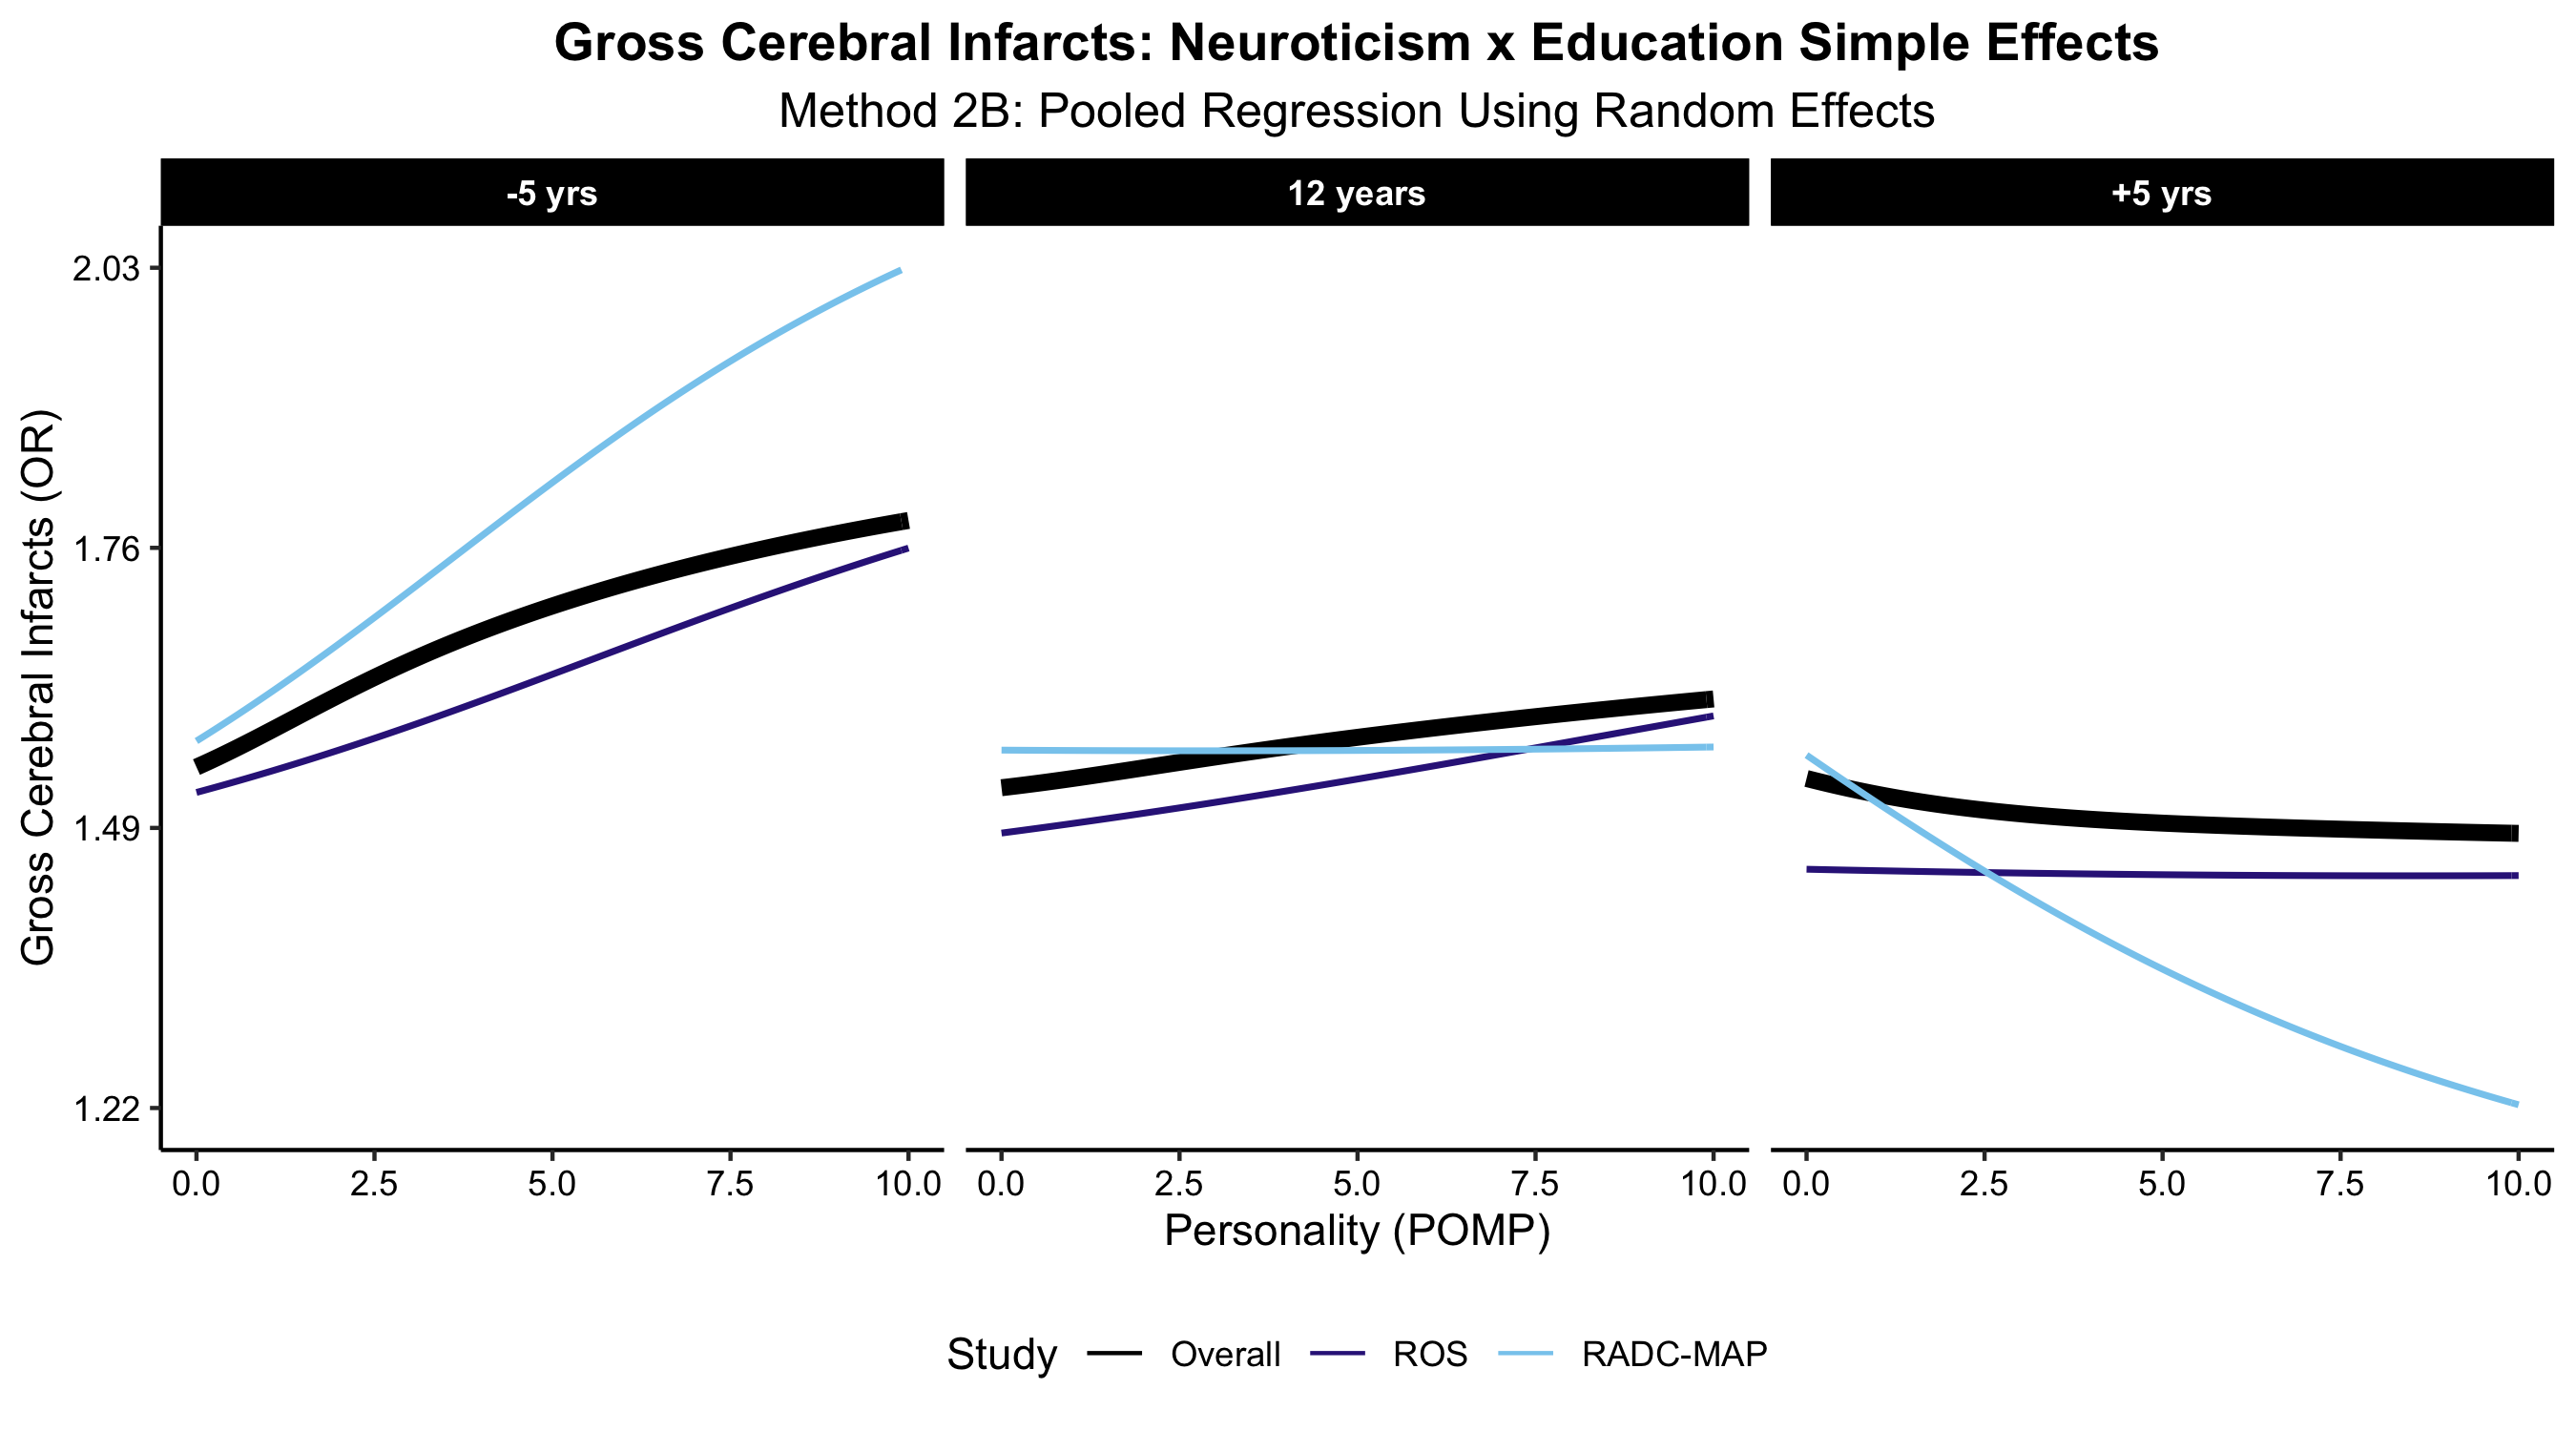 Gross Cerebral Infarcts: Neuroticism x Education Simple Effects
Method 2B: Pooled Regression Using Random Effects
-5 yrs 12 years +5 yrs
Gross Cerebral Infarcts (OR)
2.03
1.76
1.49
1.22
0.0 2.5 5.0 7.5 10.0 0.0 2.5 5.0 7.5 10.0 0.0 2.5 5.0 7.5 10.0
Personality (POMP)
Study Overall ROS RADC-MAP